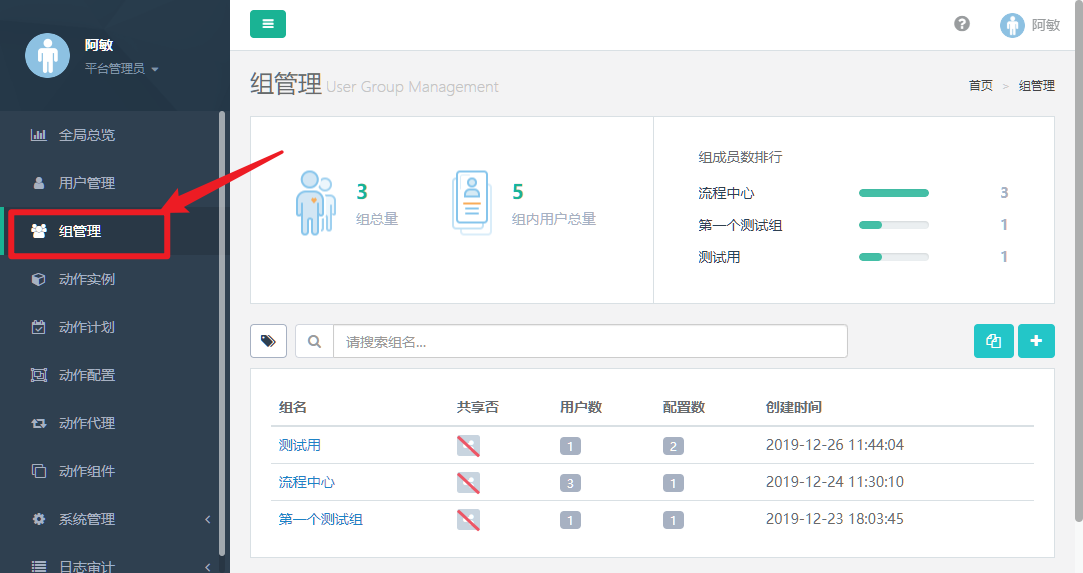 阿敏
平台管理员
全局总览
用户管理
组管理
动作实例
动作计划
动作配置
动作代理
动作组件
系统管理
日志审计
阿敏
组管理 User Group Management
首页 > 组管理
3
组总量
5
组内用户总量
组成员数排行
流程中心 3
第一个测试组 1
测试用 1
请搜索组名...
组名 共享否 用户数 配置数 创建时间
测试用 1 2 2019-12-26 11:44:04
流程中心 3 1 2019-12-24 11:30:10
第一个测试组 1 1 2019-12-23 18:03:45